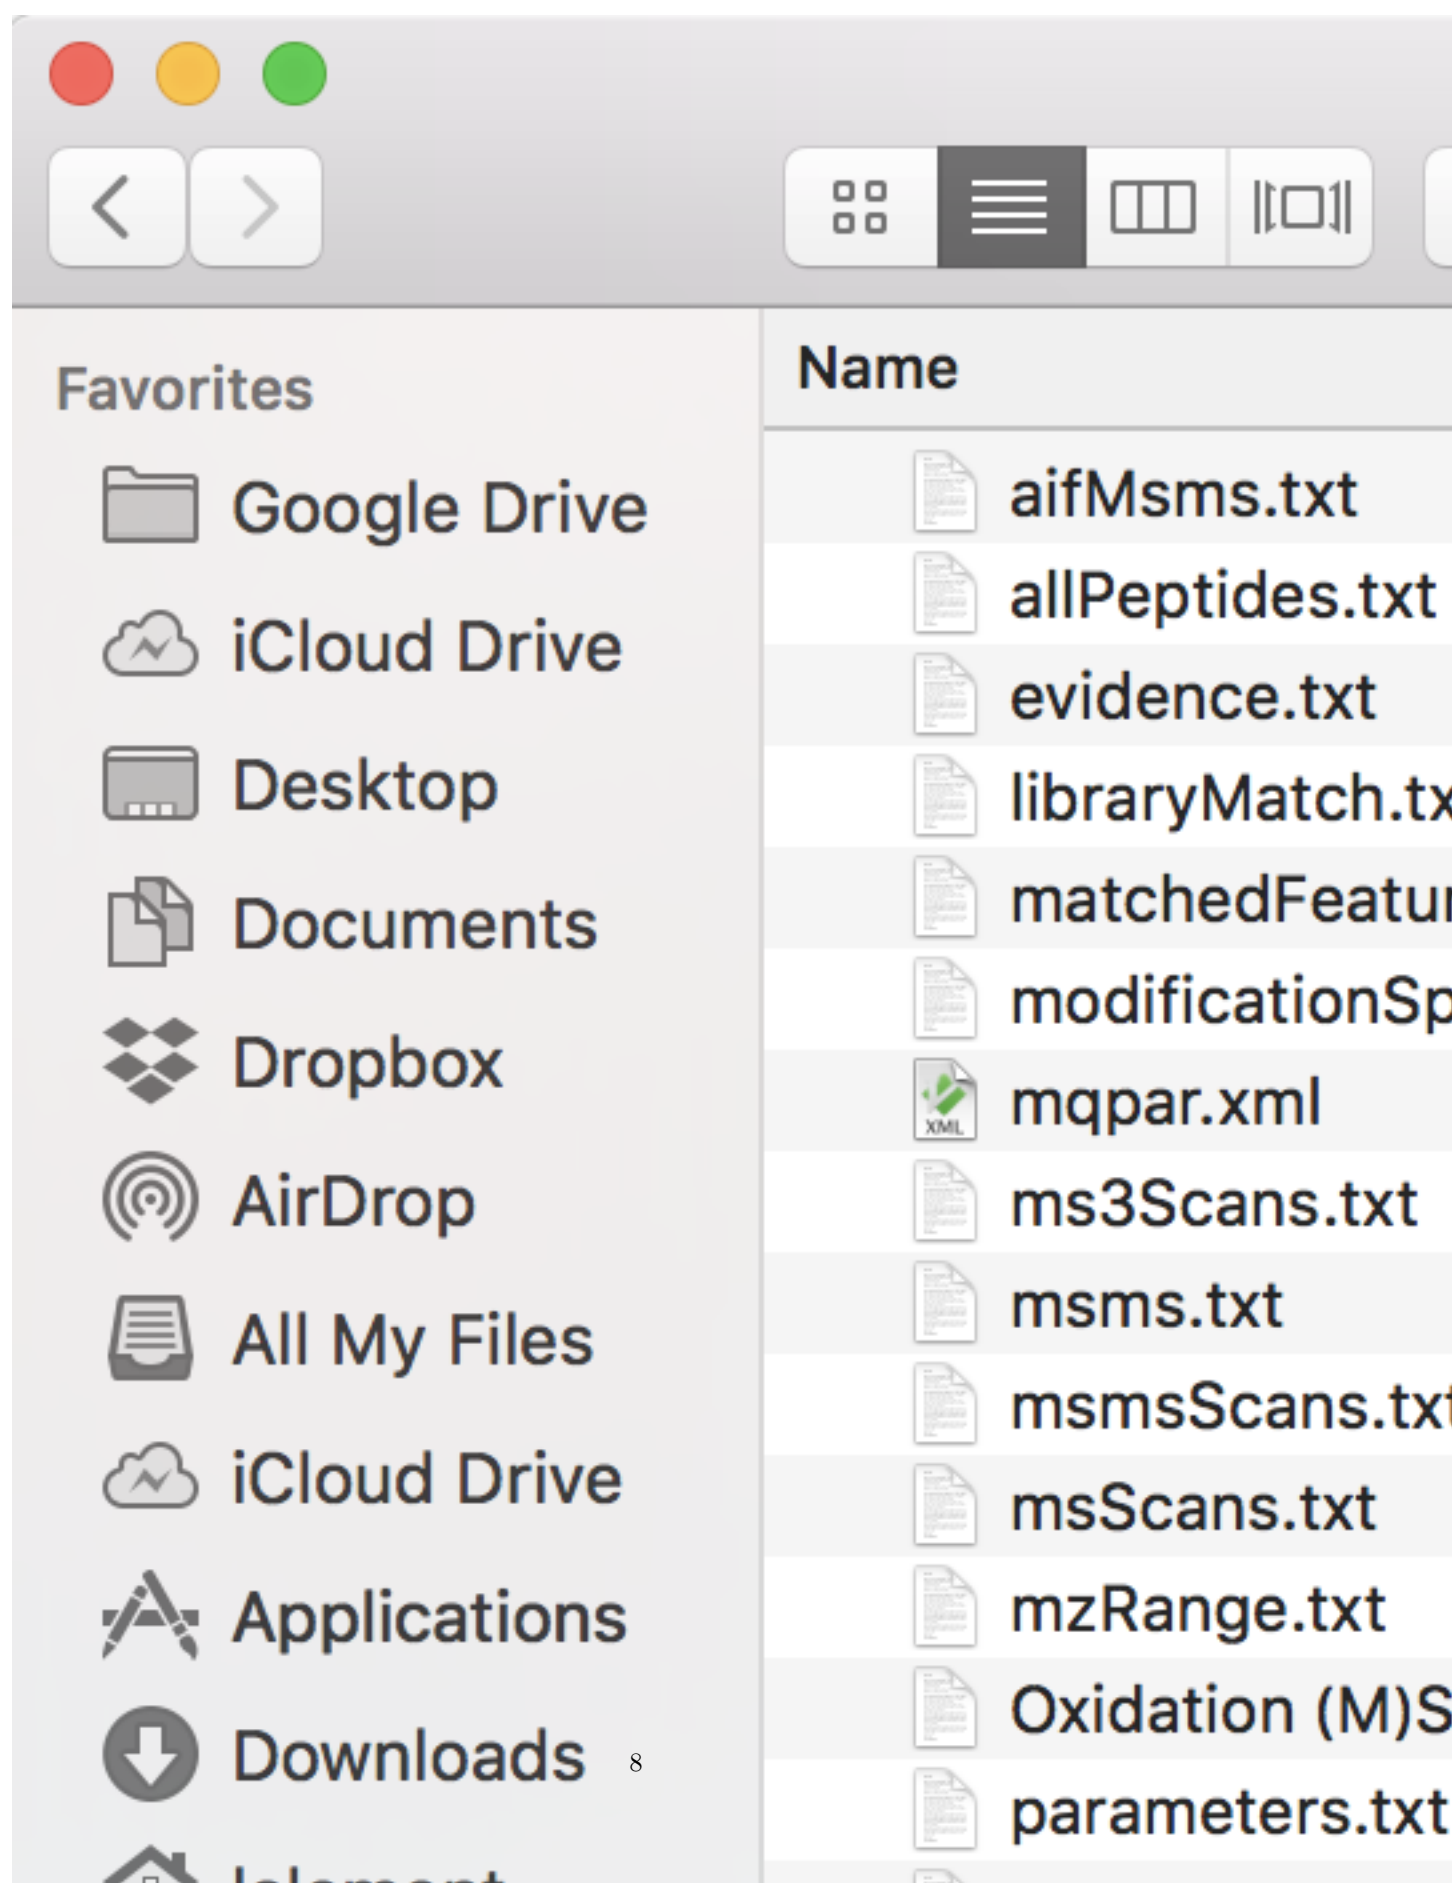 Favorites
Google Drive
iCloud Drive
Desktop
Documents
Dropbox
AirDrop
All My Files
iCloud Drive
Applications
Downloads
8
Name
aifMsms.txt
allPeptides.txt
evidence.txt
libraryMatch.tx
matchedFeatur
modificationSp
mqpar.xml
XML
ms3Scans.txt
msms.txt
msmsScans.txt
msScans.txt
mzRange.txt
Oxidation (M)S
parameters.txt